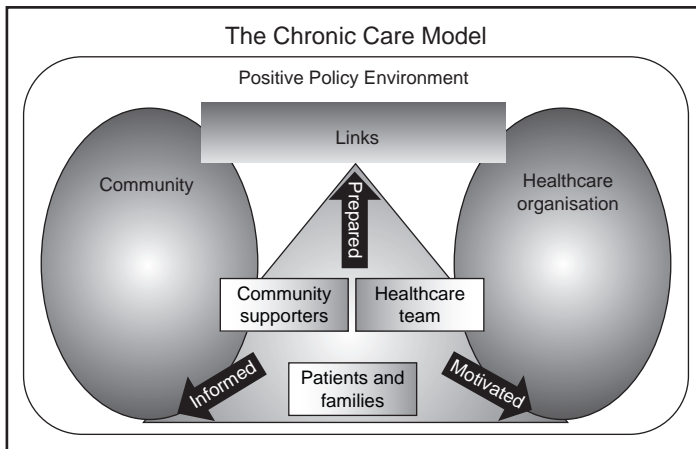 The Chronic Care Model
Positive Policy Environment
Links
Community
Healthcare
organisation
Prepared
Community
supporters
Healthcare
team
Informed
Motivated
Patients and
families